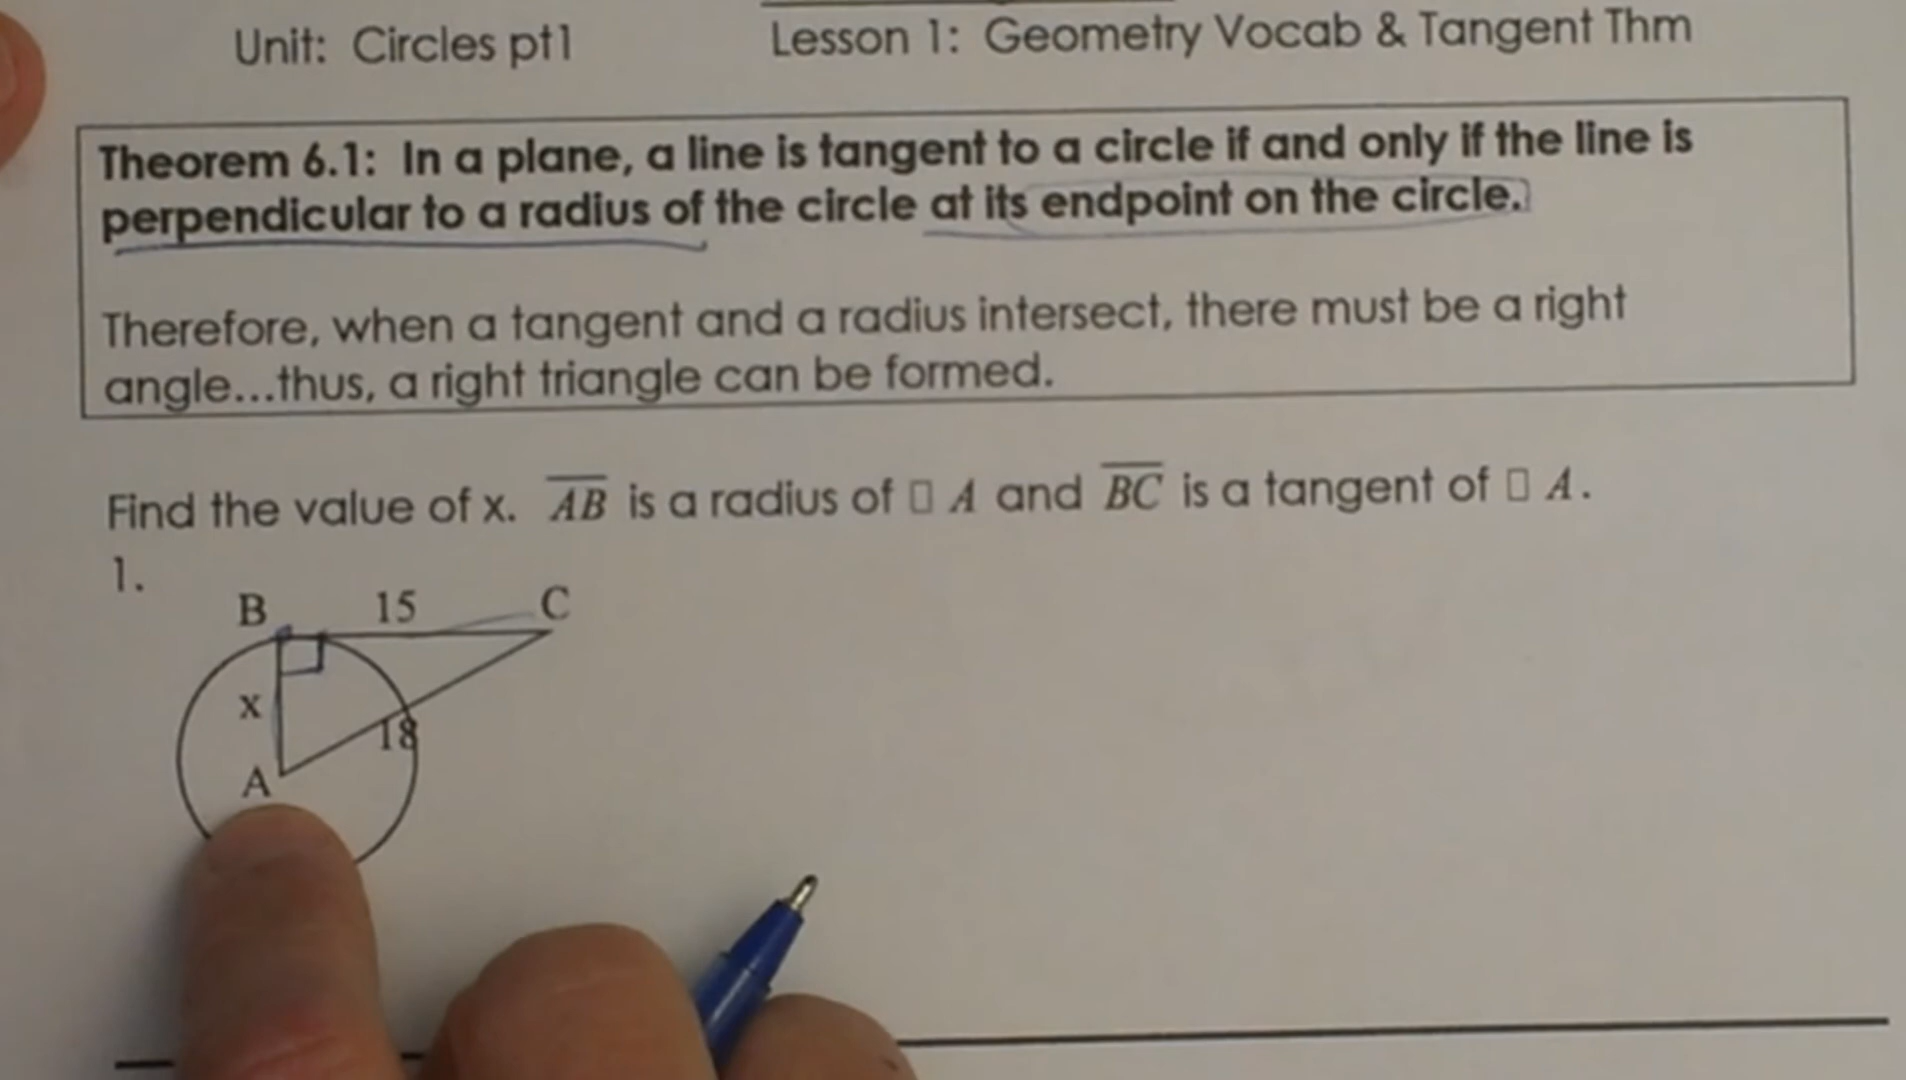 Unit: Circles pt1
Lesson 1: Geometry Vocab & Tangent Thm
Theorem 6.1: In a plane, a line is tangent to a circle if and only if the line is
perpendicular to a radius of the circle at its endpoint on the circle.
Therefore, when a tangent and a radius intersect, there must be a right
angle...thus, a right triangle can be formed.
Find the value of x. AB is a radius of ▯ A and BC is a tangent of ▯ A.
1.
B 15 C
x
18
A